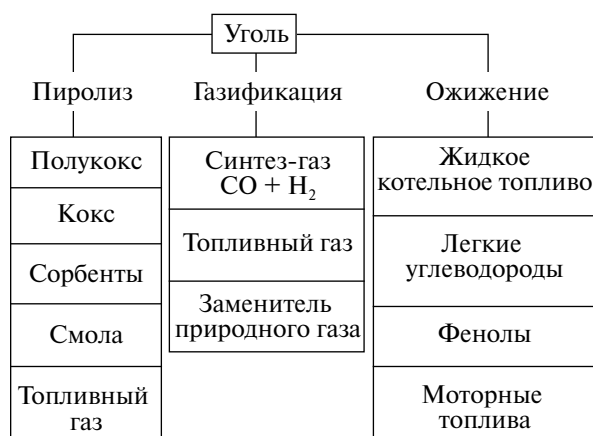 Уголь
Пиролиз
Газификация
Ожижение
Полукокс
Кокс
Сорбенты
Смола
Топливный
газ
Синтез-газ
CO + H₂
Топливный газ
Заменитель
природного газа
Жидкое
котельное топливо
Легкие
углеводороды
Фенолы
Моторные
топлива